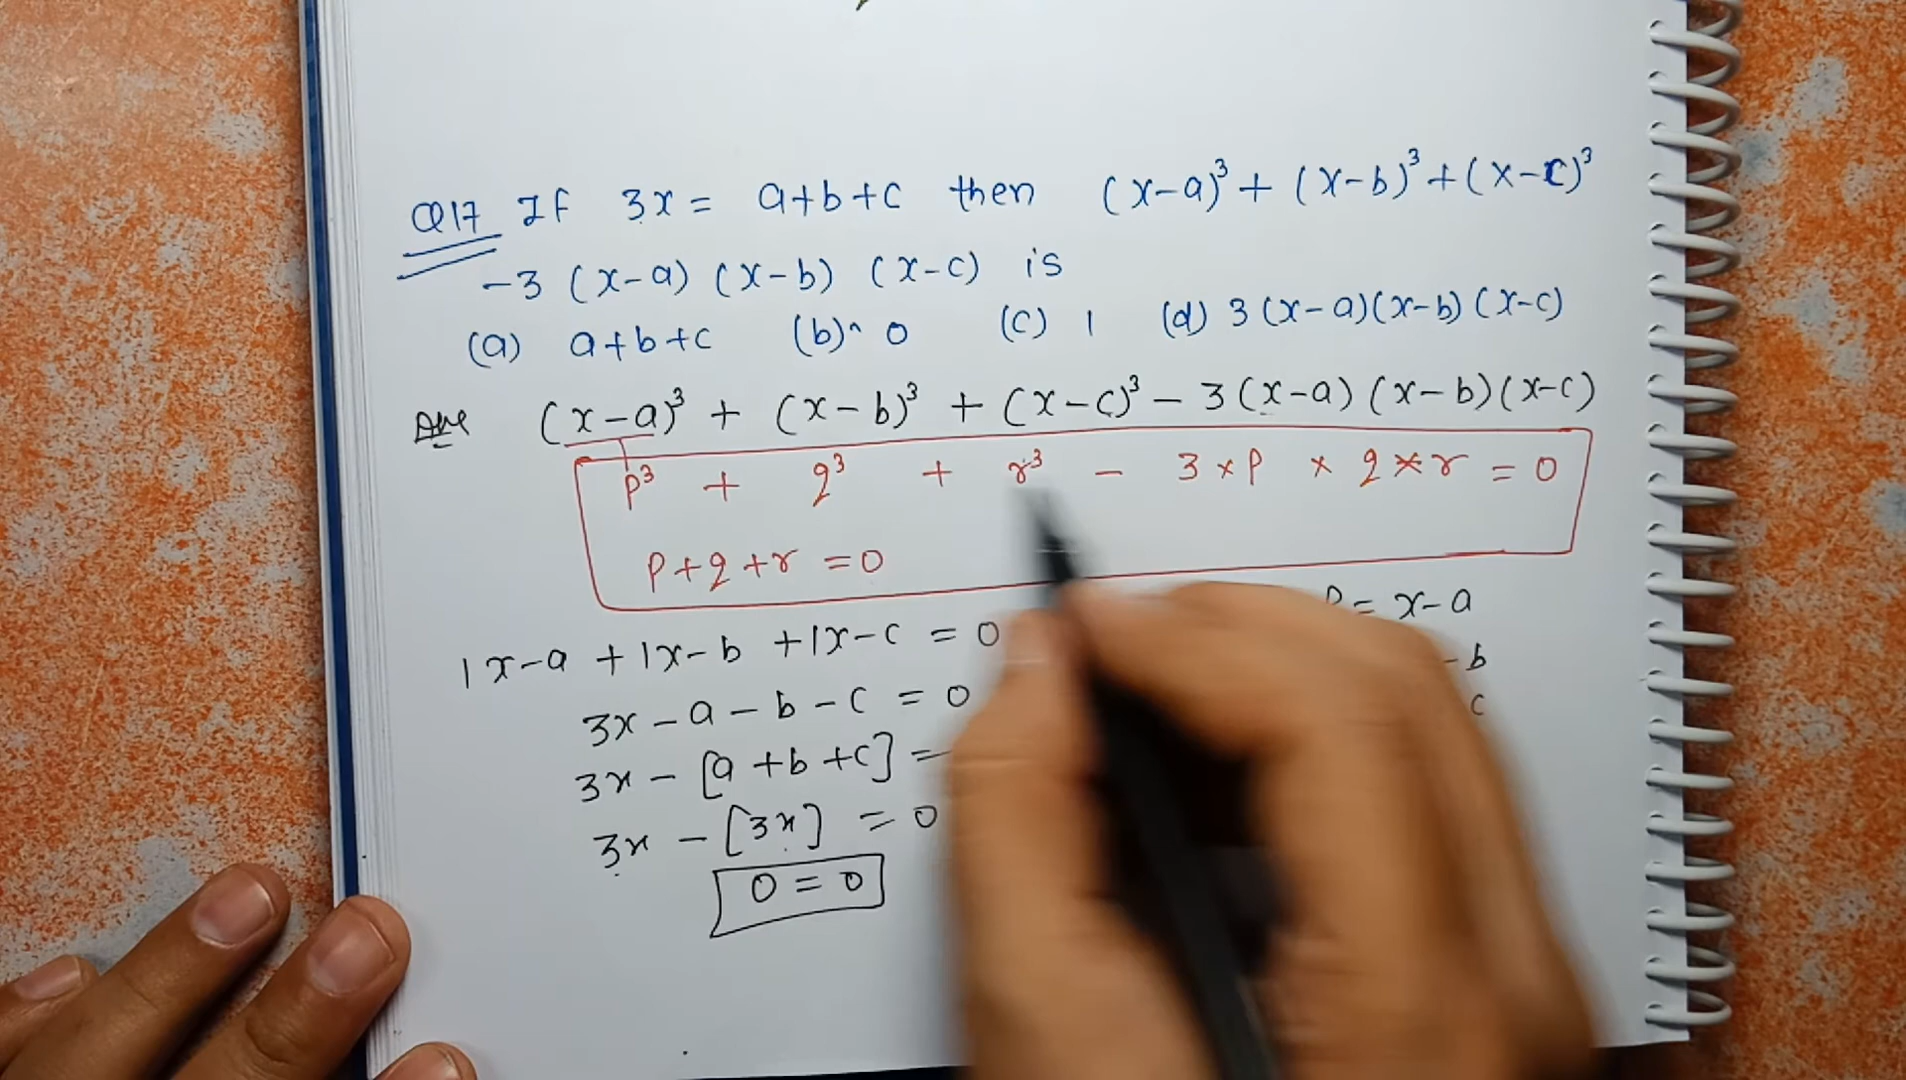 Q17 If 3x = a+b+c then (x-a)³ + (x-b)³ + (x-c)³
-3 (x-a) (x-b) (x-c) is
(a) a+b+c (b) 0 (c) 1 (d) 3(x-a)(x-b)(x-c)
Ans (x-a)³ + (x-b)³ + (x-c)³ - 3(x-a)(x-b)(x-c)
p³ + q³ + r³ - 3×p × q×r = 0
p+q+r = 0
1x-a + 1x-b + 1x-c = 0
3x-a-b-c = 0
3x - [a+b+c] =
3x - [3x] = 0
0 = 0
p = x-a
-b
c